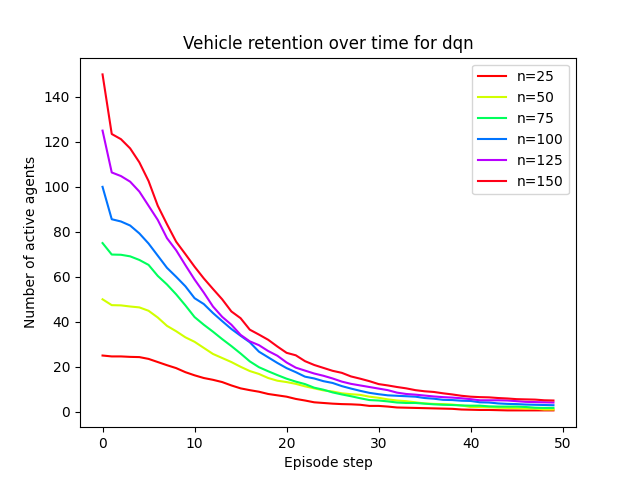 Vehicle retention over time for dqn
Number of active agents
140
120
100
80
60
40
20
0
n=25
n=50
n=75
n=100
n=125
n=150
0 10 20 30 40 50
Episode step